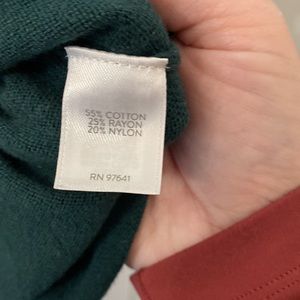 55% COTTON
25% RAYON
20% NYLON
RN 97641